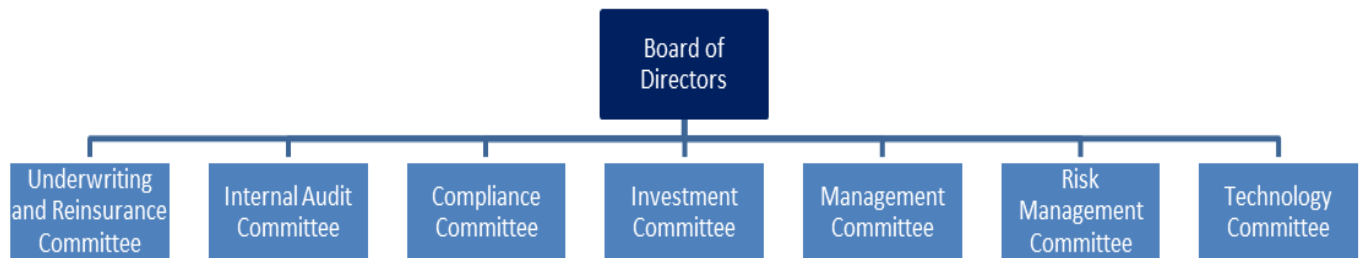 Board of
Directors
Underwriting
and Reinsurance
Committee
Internal Audit
Committee
Compliance
Committee
Investment
Committee
Management
Committee
Risk
Management
Committee
Technology
Committee